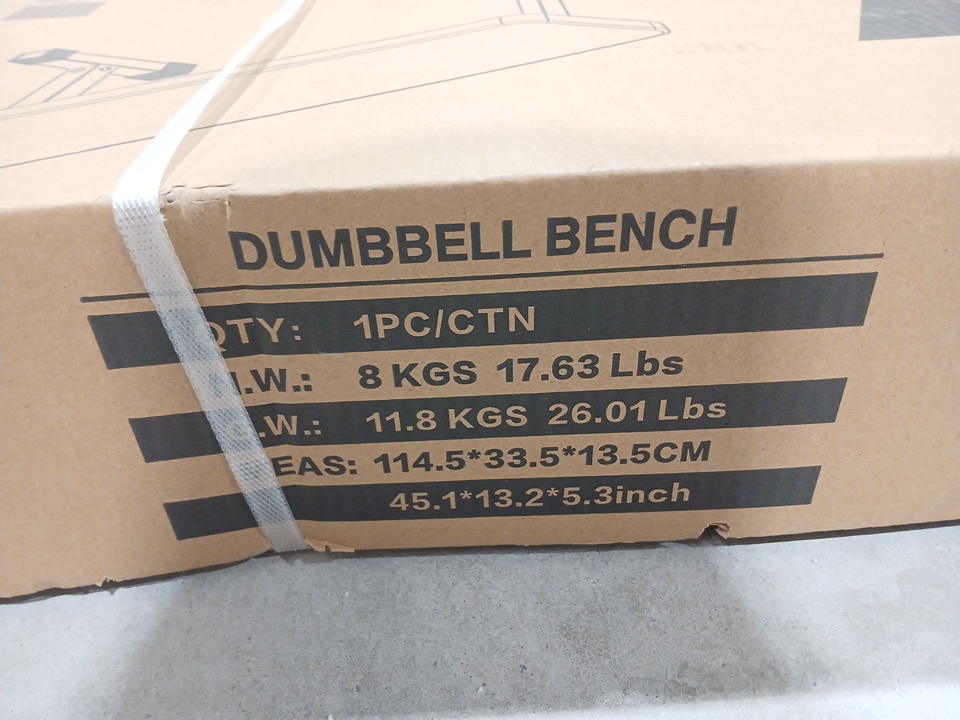 DUMBBELL BENCH
QTY: 1PC/CTN
N.W.: 8 KGS 17.63 Lbs
G.W.: 11.8 KGS 26.01 Lbs
MEAS: 114.5*33.5*13.5CM
45.1*13.2*5.3inch